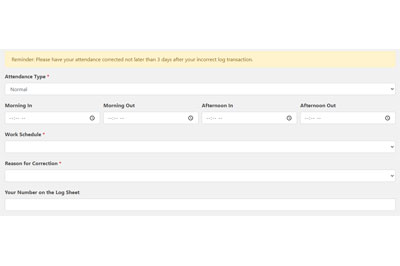 Reminder: Please have your attendance corrected not later than 3 days after your incorrect log transaction.
Attendance Type *
Normal
Morning In Morning Out Afternoon In Afternoon Out
--:-- -- --:-- -- --:-- -- --:-- --
Work Schedule *
Reason for Correction *
Your Number on the Log Sheet